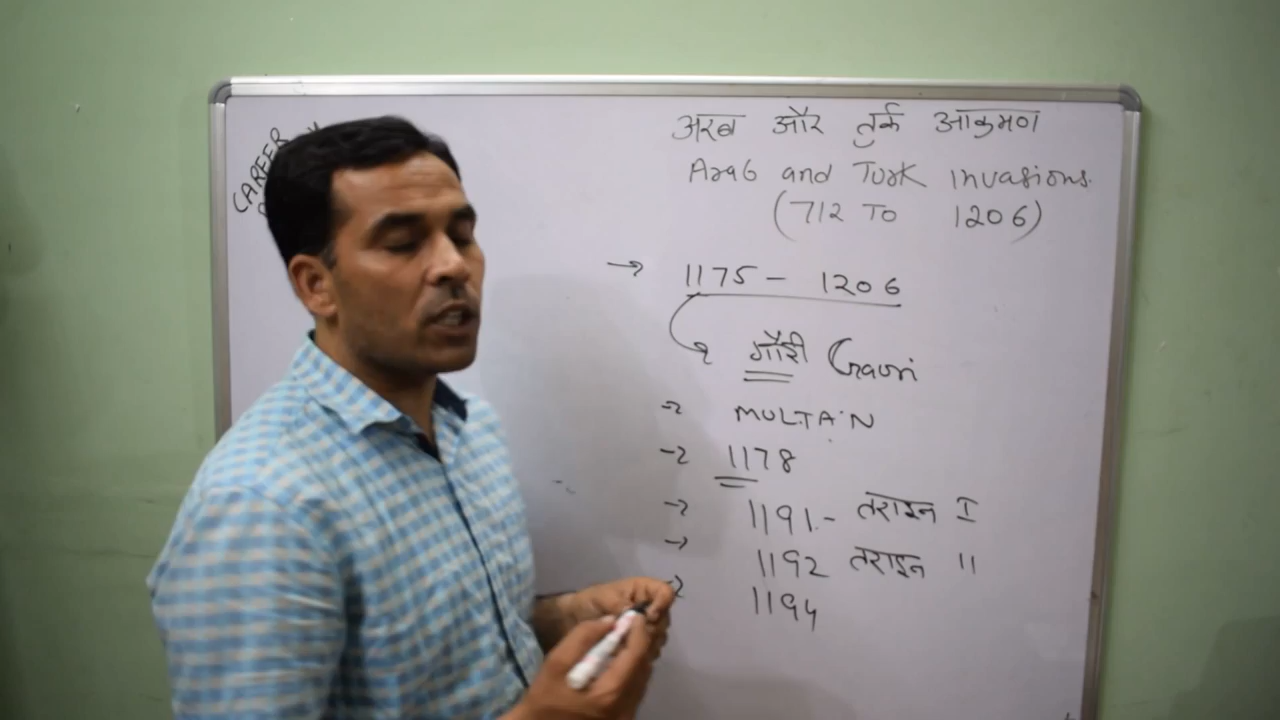 CAREER
अरब और तुर्क आक्रमण
Arab and Turk Invasions.
(712 TO 1206)
→ 1175 - 1206
→ गौरी Gauri
→ MULTAN
→ 1178
→ 1191 - तराइन I
→ 1192 तराइन II
→ 1194